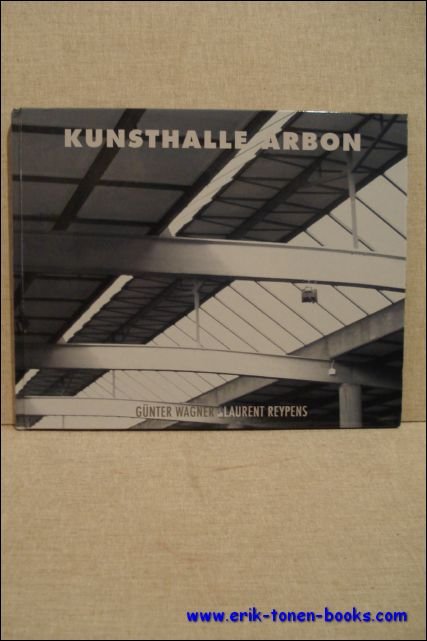 KUNSTHALLE ARBON
GÜNTER WAGNER LAURENT REYPENS
www.erik-tonen-books.com